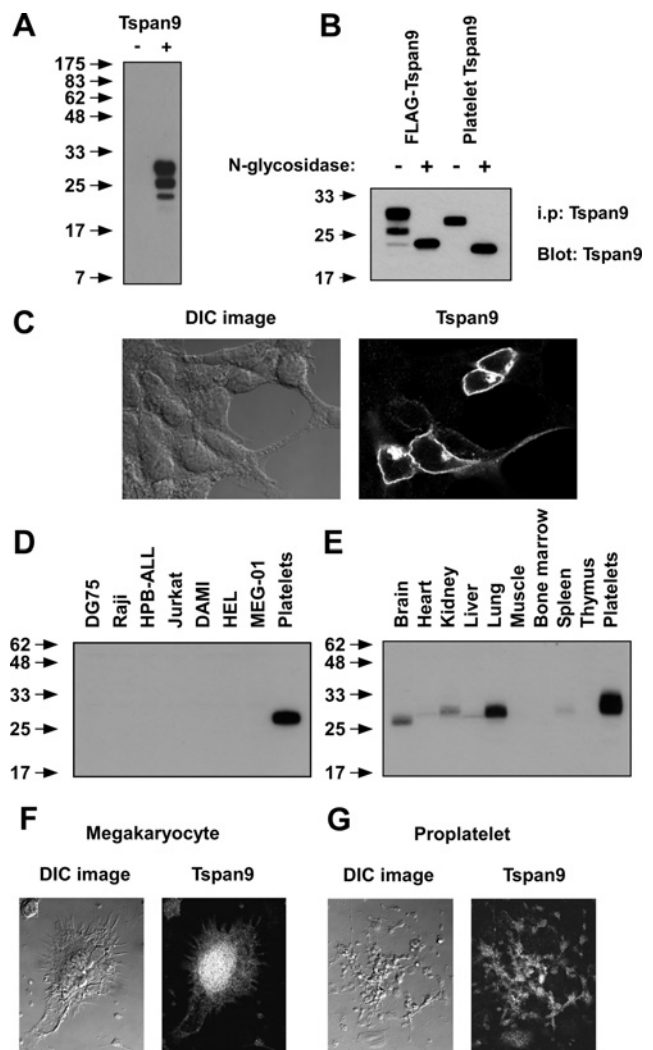 A
Tspan9
- +
175
83
62
48
33
25
17
7
B
FLAG-Tspan9
Platelet Tspan9
N-glycosidase: - + - +
33
25
17
i.p: Tspan9
Blot: Tspan9
C
DIC image Tspan9
D
DG75
Raji
HPB-ALL
Jurkat
DAMI
HEL
MEG-01
Platelets
62
48
33
25
17
E
Brain
Heart
Kidney
Liver
Lung
Muscle
Bone marrow
Spleen
Thymus
Platelets
62
48
33
25
17
F
Megakaryocyte
DIC image Tspan9
G
Proplatelet
DIC image Tspan9